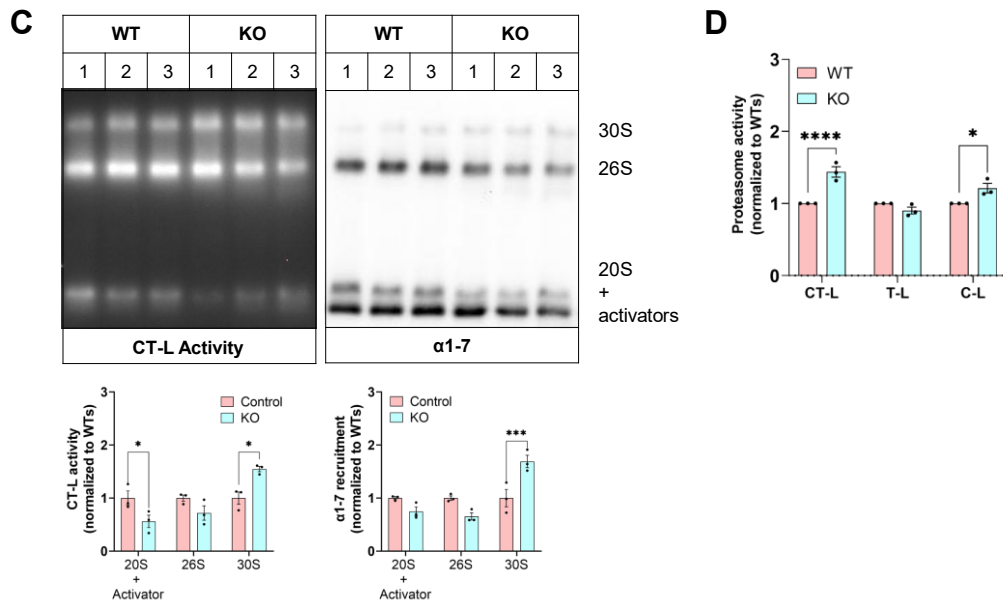 C
WT KO WT KO
1 2 3 1 2 3 1 2 3 1 2 3
30S
26S
20S
+
activators
CT-L Activity α1-7
D
Proteasome activity
(normalized to WTs)
3
2
1
0
WT
KO
****
*
CT-L T-L C-L
CT-L activity
(normalized to WTs)
3
2
1
0
Control
KO
*
*
20S 26S 30S
+
Activator
α1-7 recruitment
(normalized to WTs)
3
2
1
0
Control
KO
***
20S 26S 30S
+
Activator